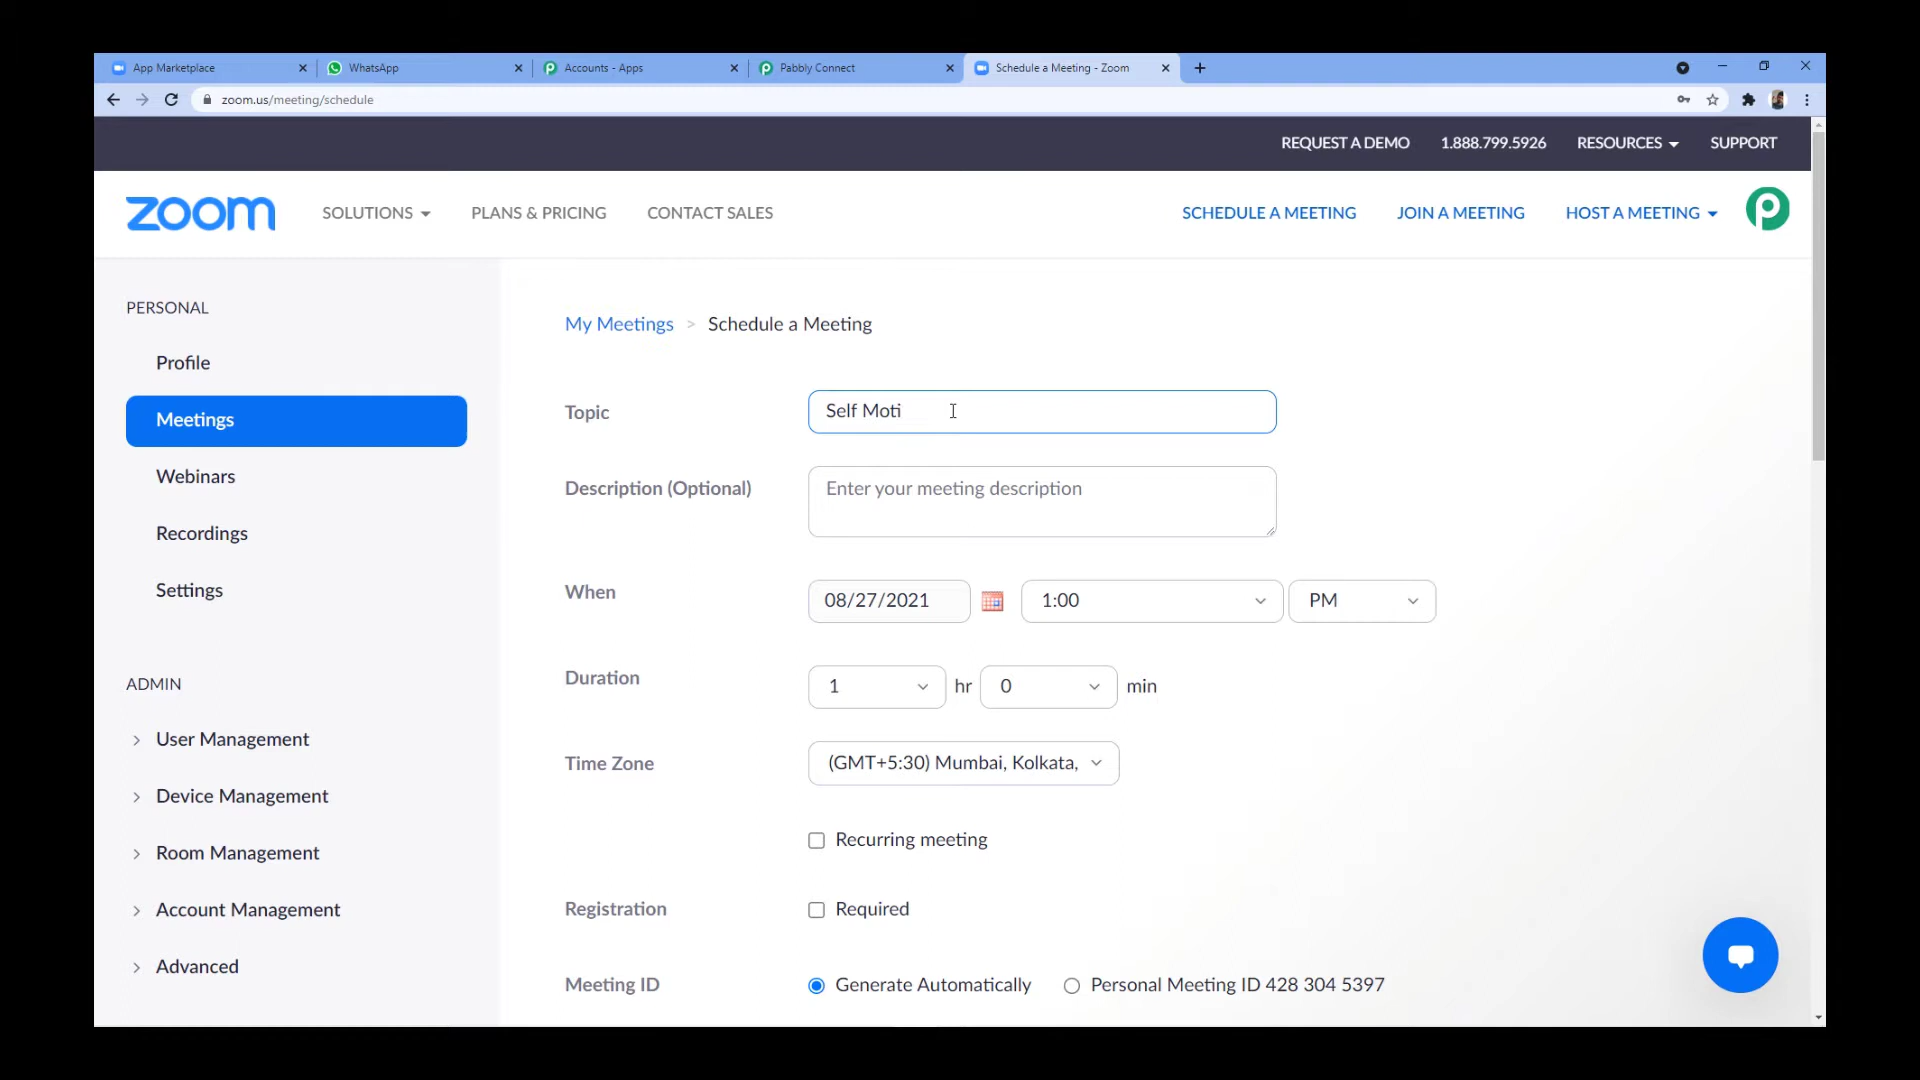 App Marketplace
WhatsApp
Accounts - Apps
Pabbly Connect
Schedule a Meeting - Zoom
zoom.us/meeting/schedule
REQUEST A DEMO 1.888.799.5926 RESOURCES SUPPORT
zoom SOLUTIONS PLANS & PRICING CONTACT SALES SCHEDULE A MEETING JOIN A MEETING HOST A MEETING
PERSONAL
Profile
Meetings
Webinars
Recordings
Settings
ADMIN
User Management
Device Management
Room Management
Account Management
Advanced
My Meetings > Schedule a Meeting
Topic Self Moti
Description (Optional) Enter your meeting description
When 08/27/2021 1:00 PM
Duration 1 hr 0 min
Time Zone (GMT+5:30) Mumbai, Kolkata,
Recurring meeting
Registration Required
Meeting ID Generate Automatically Personal Meeting ID 428 304 5397